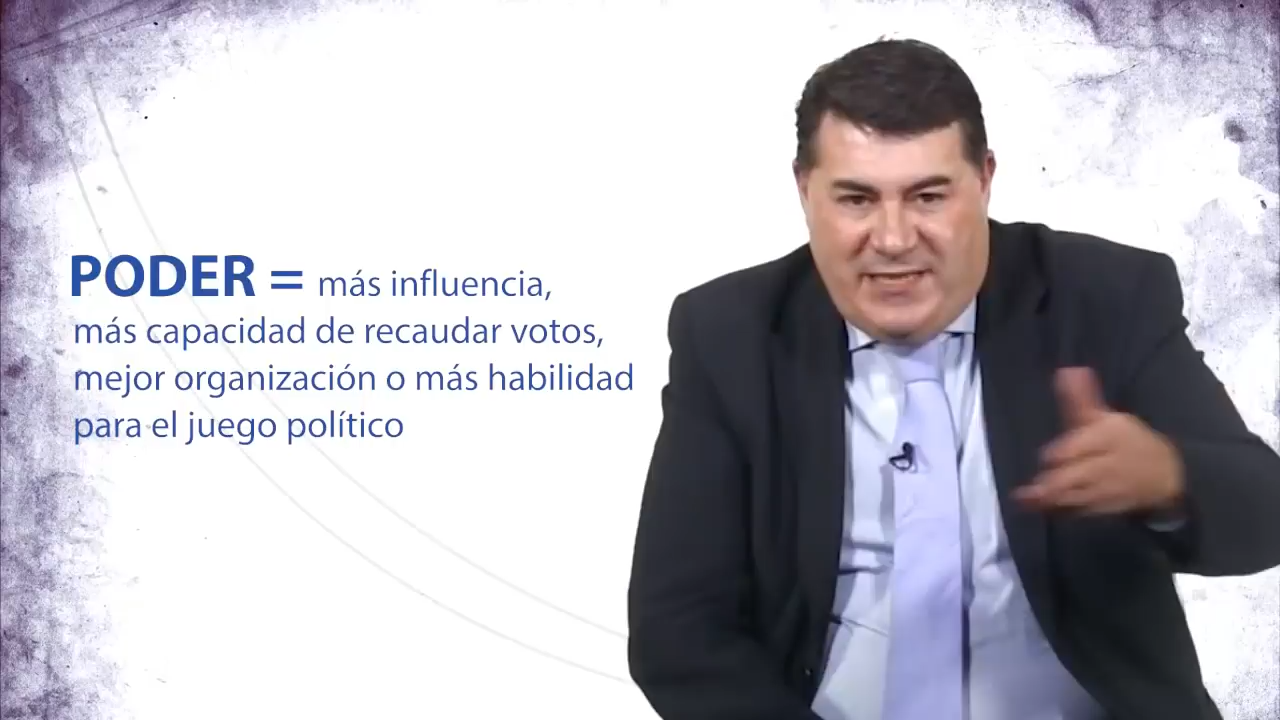 PODER = más influencia,
más capacidad de recaudar votos,
mejor organización o más habilidad
para el juego político